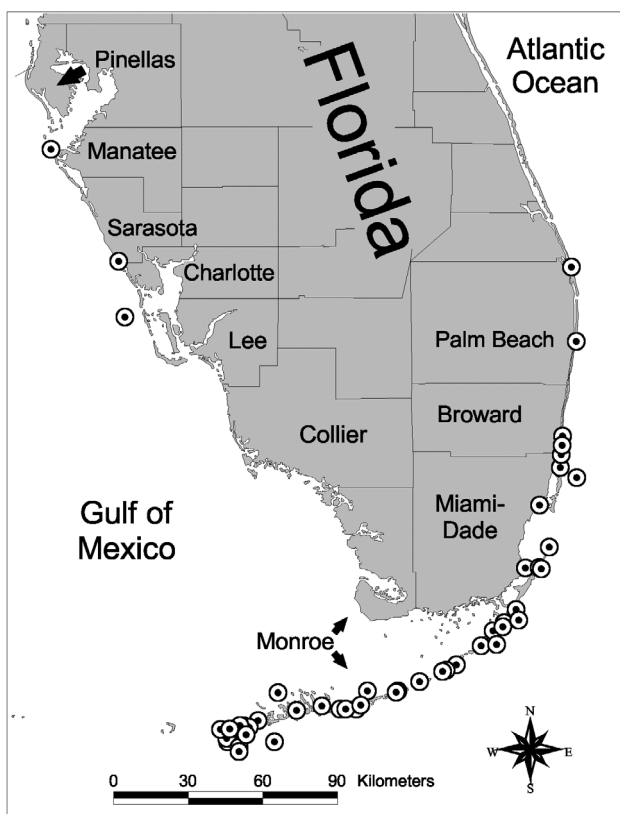 Atlantic
Ocean
Pinellas
Florida
Manatee
Sarasota
Charlotte
Lee
Palm Beach
Broward
Collier
Miami-
Dade
Gulf of
Mexico
Monroe
N
W
E
S
0 30 60 90 Kilometers